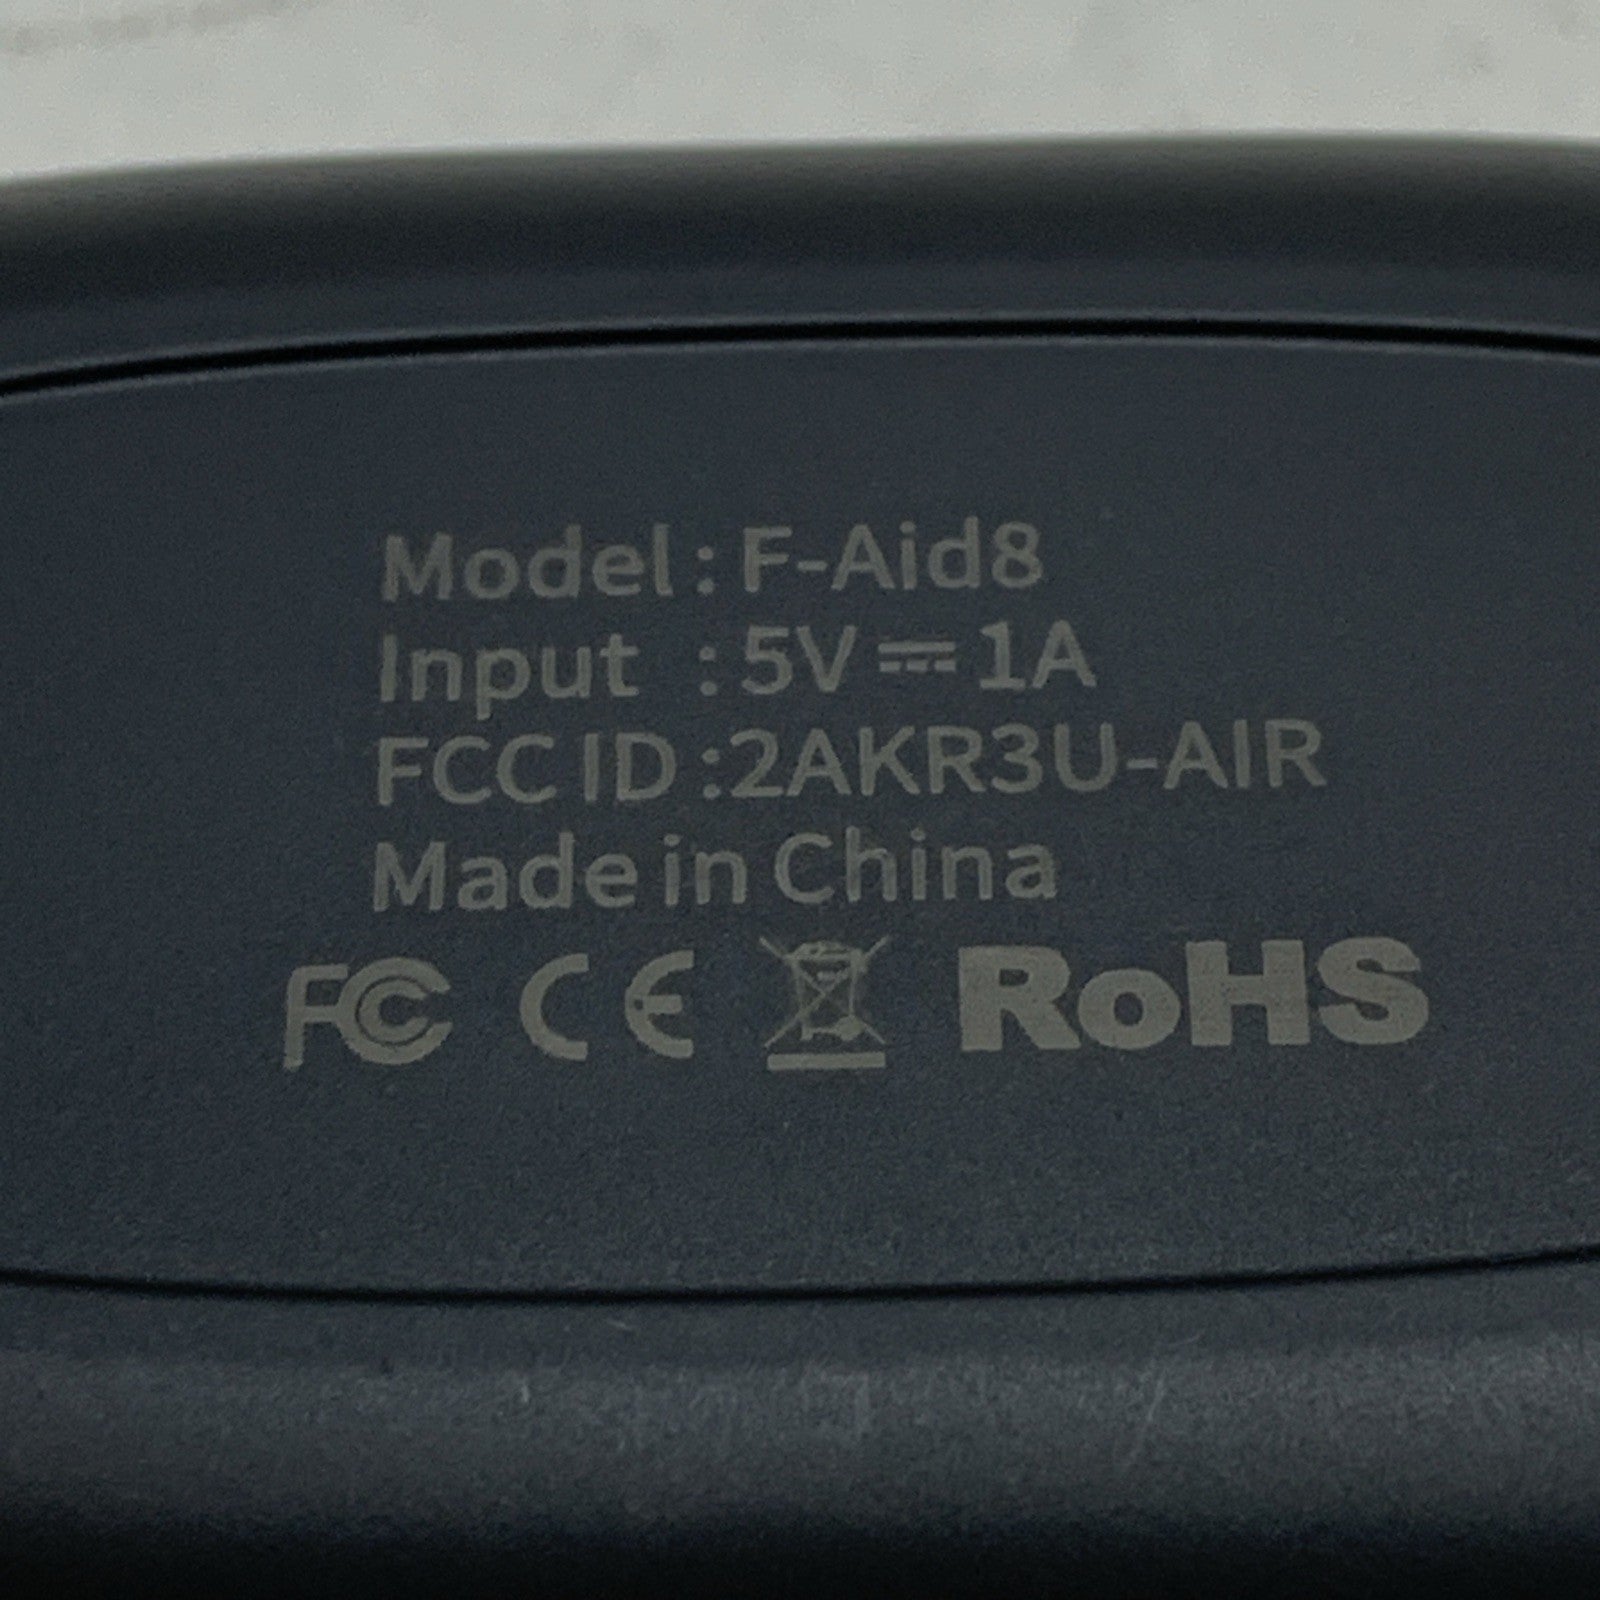 Model : F-Aid8
Input : 5V ⎓ 1A
FCC ID :2AKR3U-AIR
Made in China
FC CE RoHS